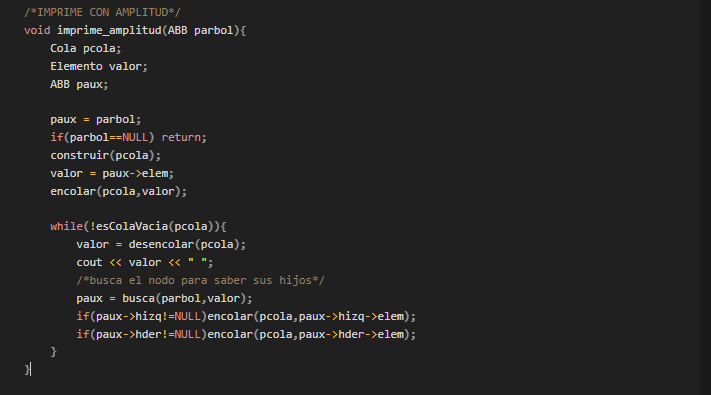 /*IMPRIME CON AMPLITUD*/
void imprime_amplitud(ABB parbol){
    Cola pcola;
    Elemento valor;
    ABB paux;

    paux = parbol;
    if(parbol==NULL) return;
    construir(pcola);
    valor = paux->elem;
    encolar(pcola,valor);

    while(!esColaVacia(pcola)){
        valor = desencolar(pcola);
        cout << valor << " ";
        /*busca el nodo para saber sus hijos*/
        paux = busca(parbol,valor);
        if(paux->hizq!=NULL)encolar(pcola,paux->hizq->elem);
        if(paux->hder!=NULL)encolar(pcola,paux->hder->elem);
    }
}